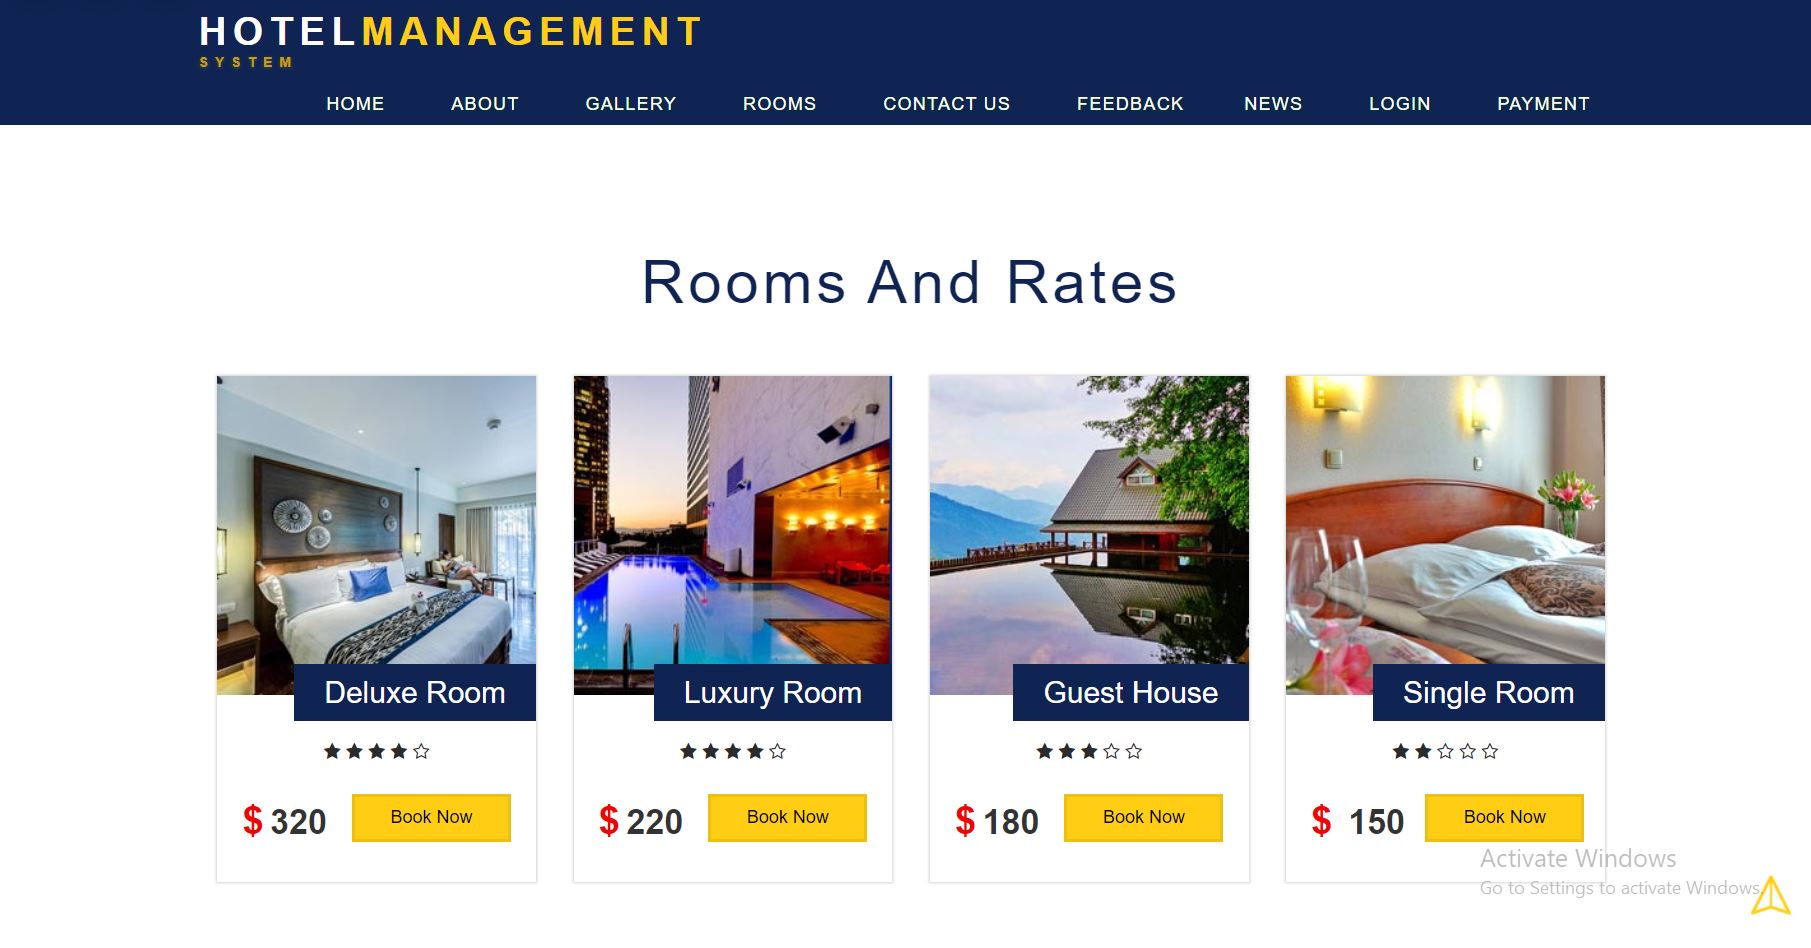 HOTELMANAGEMENT
SYSTEM
HOME ABOUT GALLERY ROOMS CONTACT US FEEDBACK NEWS LOGIN PAYMENT
Rooms And Rates
Deluxe Room
$ 320 Book Now
Luxury Room
$ 220 Book Now
Guest House
$ 180 Book Now
Single Room
$ 150 Book Now
Activate Windows
Go to Settings to activate Windows.